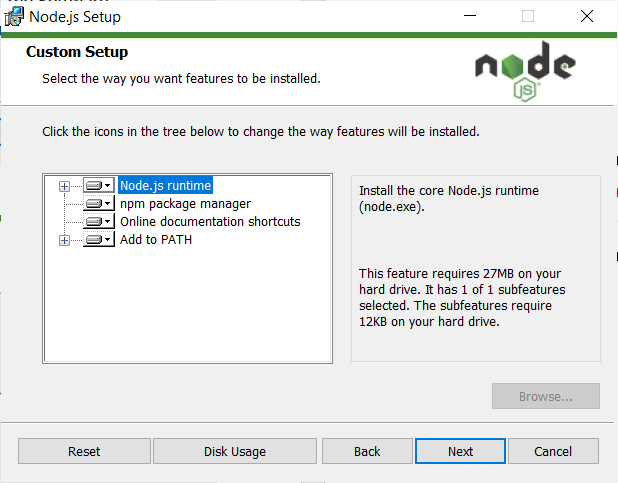 Node.js Setup
Custom Setup
Select the way you want features to be installed.
node
JS
Click the icons in the tree below to change the way features will be installed.
Node.js runtime
npm package manager
Online documentation shortcuts
Add to PATH
Install the core Node.js runtime
(node.exe).
This feature requires 27MB on your
hard drive. It has 1 of 1 subfeatures
selected. The subfeatures require
12KB on your hard drive.
Browse...
Reset
Disk Usage
Back
Next
Cancel